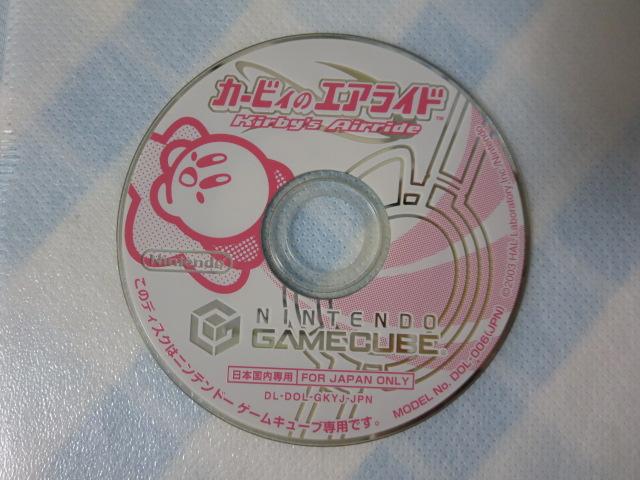 カービィの エアライド™
Kirby's Airride
Nintendo
©2003 HAL Laboratory, Inc./Nintendo
NINTENDO
GAMECUBE®
日本国内専用 FOR JAPAN ONLY
DL-DOL-GKYJ-JPN
MODEL No. DOL-006(JPN)
このディスクはニンテンドー ゲームキューブ専用です。